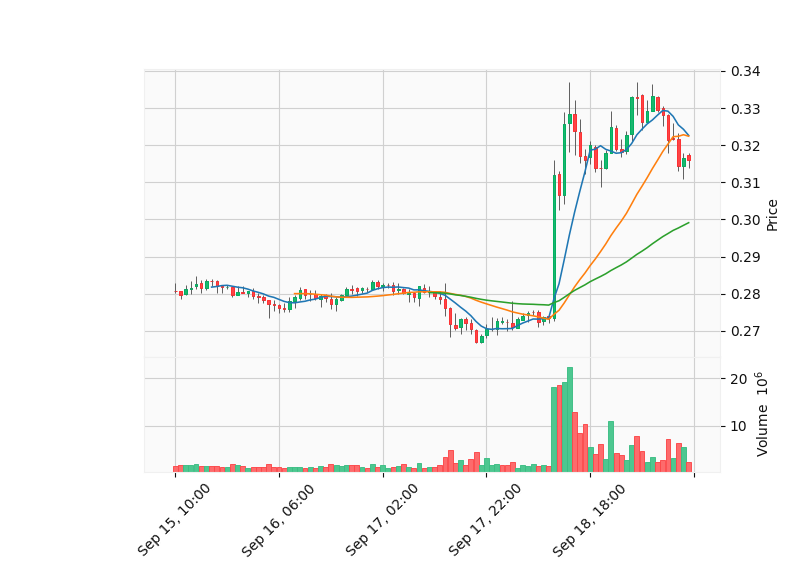 0.34
0.33
0.32
0.31
0.30
0.29
0.28
0.27
Price
20
10
Volume 10⁶
Sep 15, 10:00
Sep 16, 06:00
Sep 17, 02:00
Sep 17, 22:00
Sep 18, 18:00